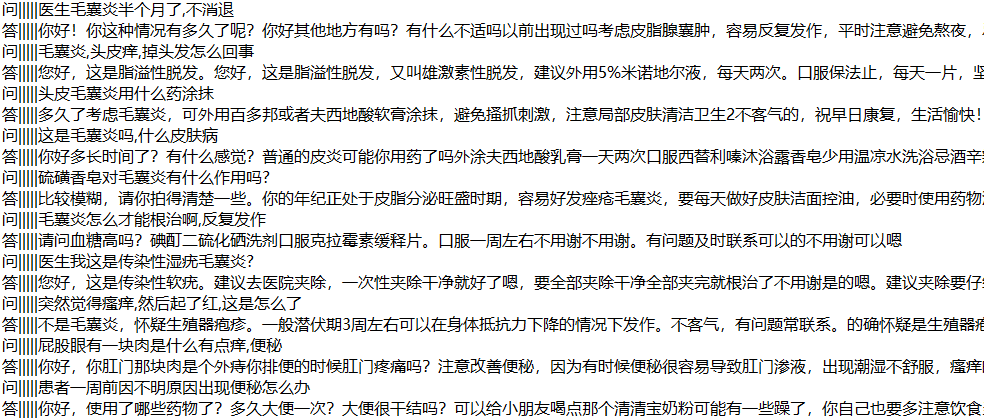 问|||||医生毛囊炎半个月了,不消退
答|||||你好！你这种情况有多久了呢？你好其他地方有吗？有什么不适吗以前出现过吗考虑皮脂腺囊肿，容易反复发作，平时注意避免熬夜，
问|||||毛囊炎,头皮痒,掉头发怎么回事
答|||||您好，这是脂溢性脱发。您好，这是脂溢性脱发，又叫雄激素性脱发，建议外用5%米诺地尔液，每天两次。口服保法止，每天一片，坚
问|||||头皮毛囊炎用什么药涂抹
答|||||多久了考虑毛囊炎，可外用百多邦或者夫西地酸软膏涂抹，避免搔抓刺激，注意局部皮肤清洁卫生2不客气的，祝早日康复，生活愉快！
问|||||这是毛囊炎吗,什么皮肤病
答|||||你好多长时间了？有什么感觉？普通的皮炎可能你用药了吗外涂夫西地酸乳膏一天两次口服西替利嗪沐浴露香皂少用温凉水洗浴忌酒辛
问|||||硫磺香皂对毛囊炎有什么作用吗?
答|||||比较模糊，请你拍得清楚一些。你的年纪正处于皮脂分泌旺盛时期，容易好发痤疮毛囊炎，要每天做好皮肤洁面控油，必要时使用药物
问|||||毛囊炎怎么才能根治啊,反复发作
答|||||请问血糖高吗？碘酊二硫化硒洗剂口服克拉霉素缓释片。口服一周左右不用谢不用谢。有问题及时联系可以的不用谢可以嗯
问|||||医生我这是传染性湿疣毛囊炎?
答|||||您好，这是传染性软疣。建议去医院夹除，一次性夹除干净就好了嗯，要全部夹除干净全部夹完就根治了不用谢是的嗯。建议夹除要仔
问|||||突然觉得瘙痒,然后起了红,这是怎么了
答|||||不是毛囊炎，怀疑生殖器疱疹。一般潜伏期3周左右可以在身体抵抗力下降的情况下发作。不客气，有问题常联系。的确怀疑是生殖器疱
问|||||屁股眼有一块肉是什么有点痒,便秘
答|||||你好，你肛门那块肉是个外痔你排便的时候肛门疼痛吗？注意改善便秘，因为有时候便秘很容易导致肛门渗液，出现潮湿不舒服，瘙痒
问|||||患者一周前因不明原因出现便秘怎么办
答|||||你好，使用了哪些药物了？多久大便一次？大便很干结吗？可以给小朋友喝点那个清清宝奶粉可能有一些躁了，你自己也要多注意饮食